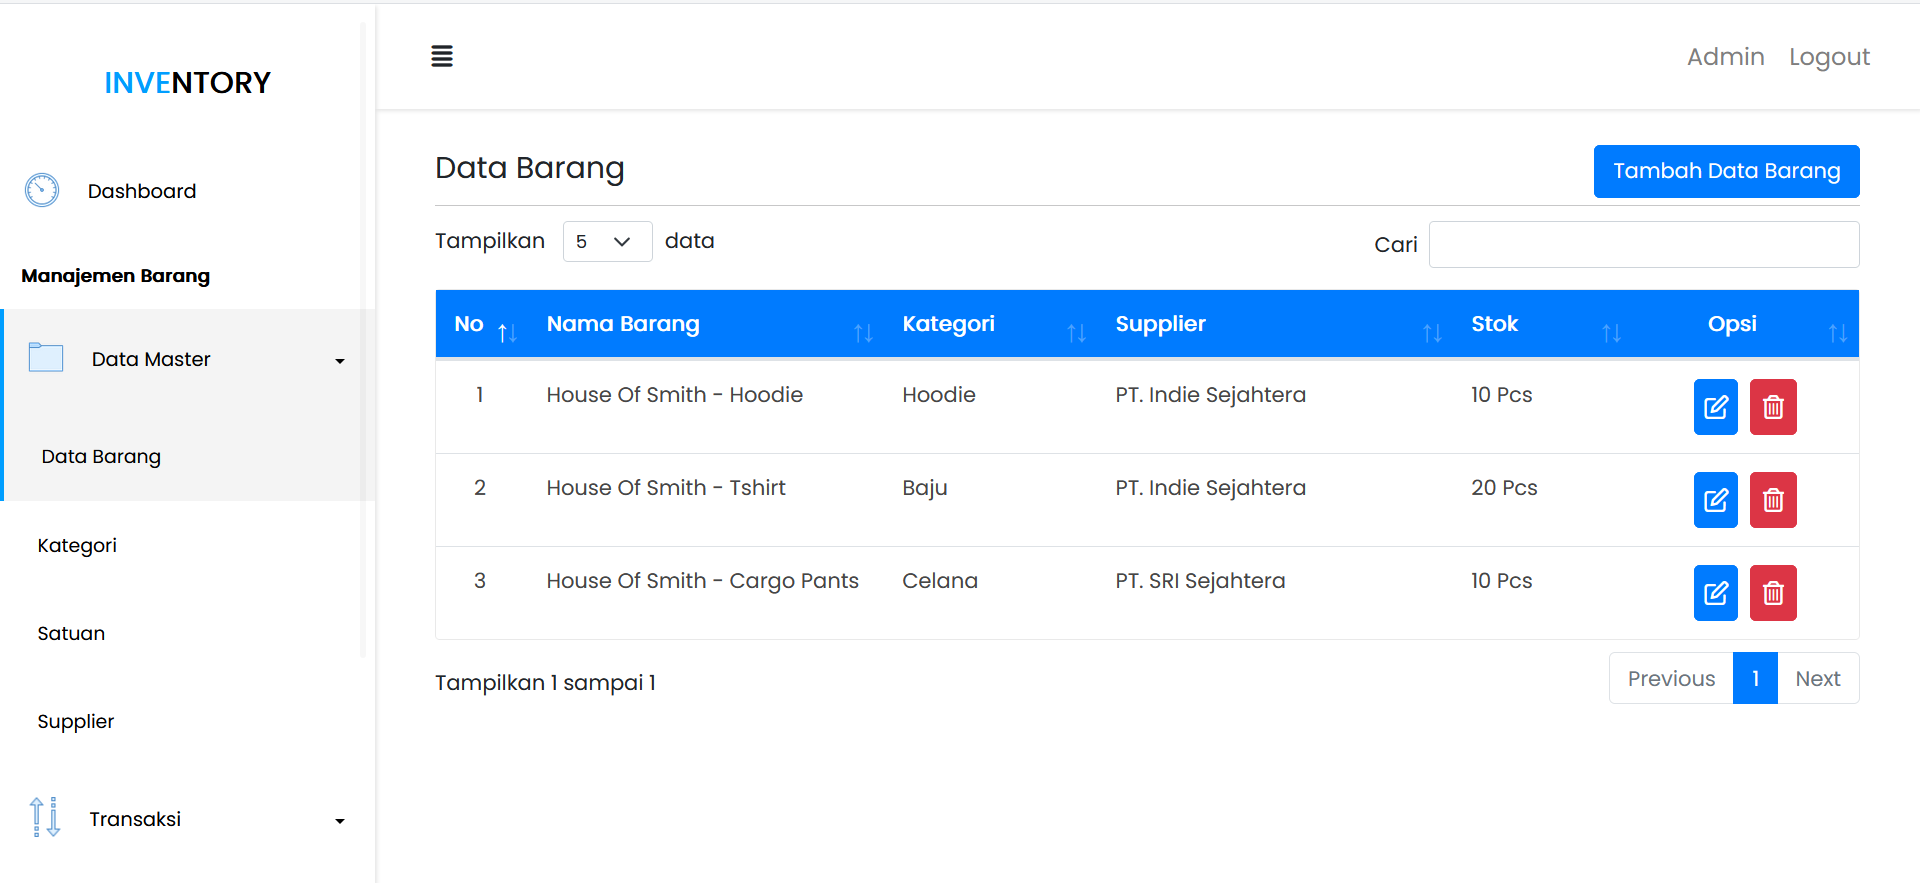 INVENTORY
Admin Logout
Dashboard
Manajemen Barang
Data Master
Data Barang
Kategori
Satuan
Supplier
Transaksi
Data Barang
Tambah Data Barang
Tampilkan 5 data
Cari
No Nama Barang Kategori Supplier Stok Opsi
1 House Of Smith - Hoodie Hoodie PT. Indie Sejahtera 10 Pcs
2 House Of Smith - Tshirt Baju PT. Indie Sejahtera 20 Pcs
3 House Of Smith - Cargo Pants Celana PT. SRI Sejahtera 10 Pcs
Tampilkan 1 sampai 1
Previous 1 Next